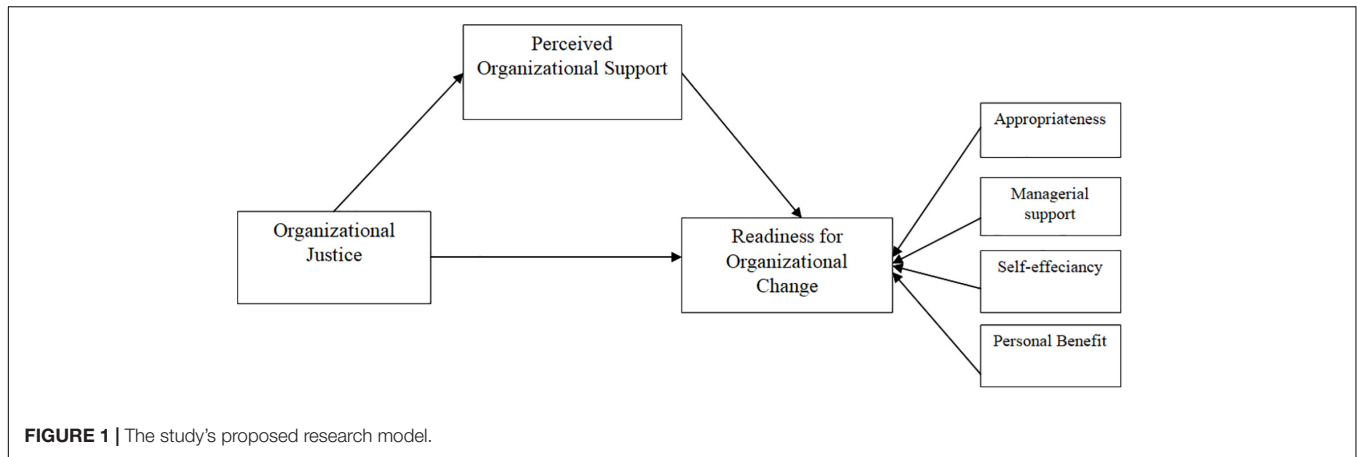 Perceived
Organizational Support
Appropriateness
Managerial
support
Organizational
Justice
Readiness for
Organizational
Change
Self-effeciancy
Personal Benefit
FIGURE 1 | The study's proposed research model.